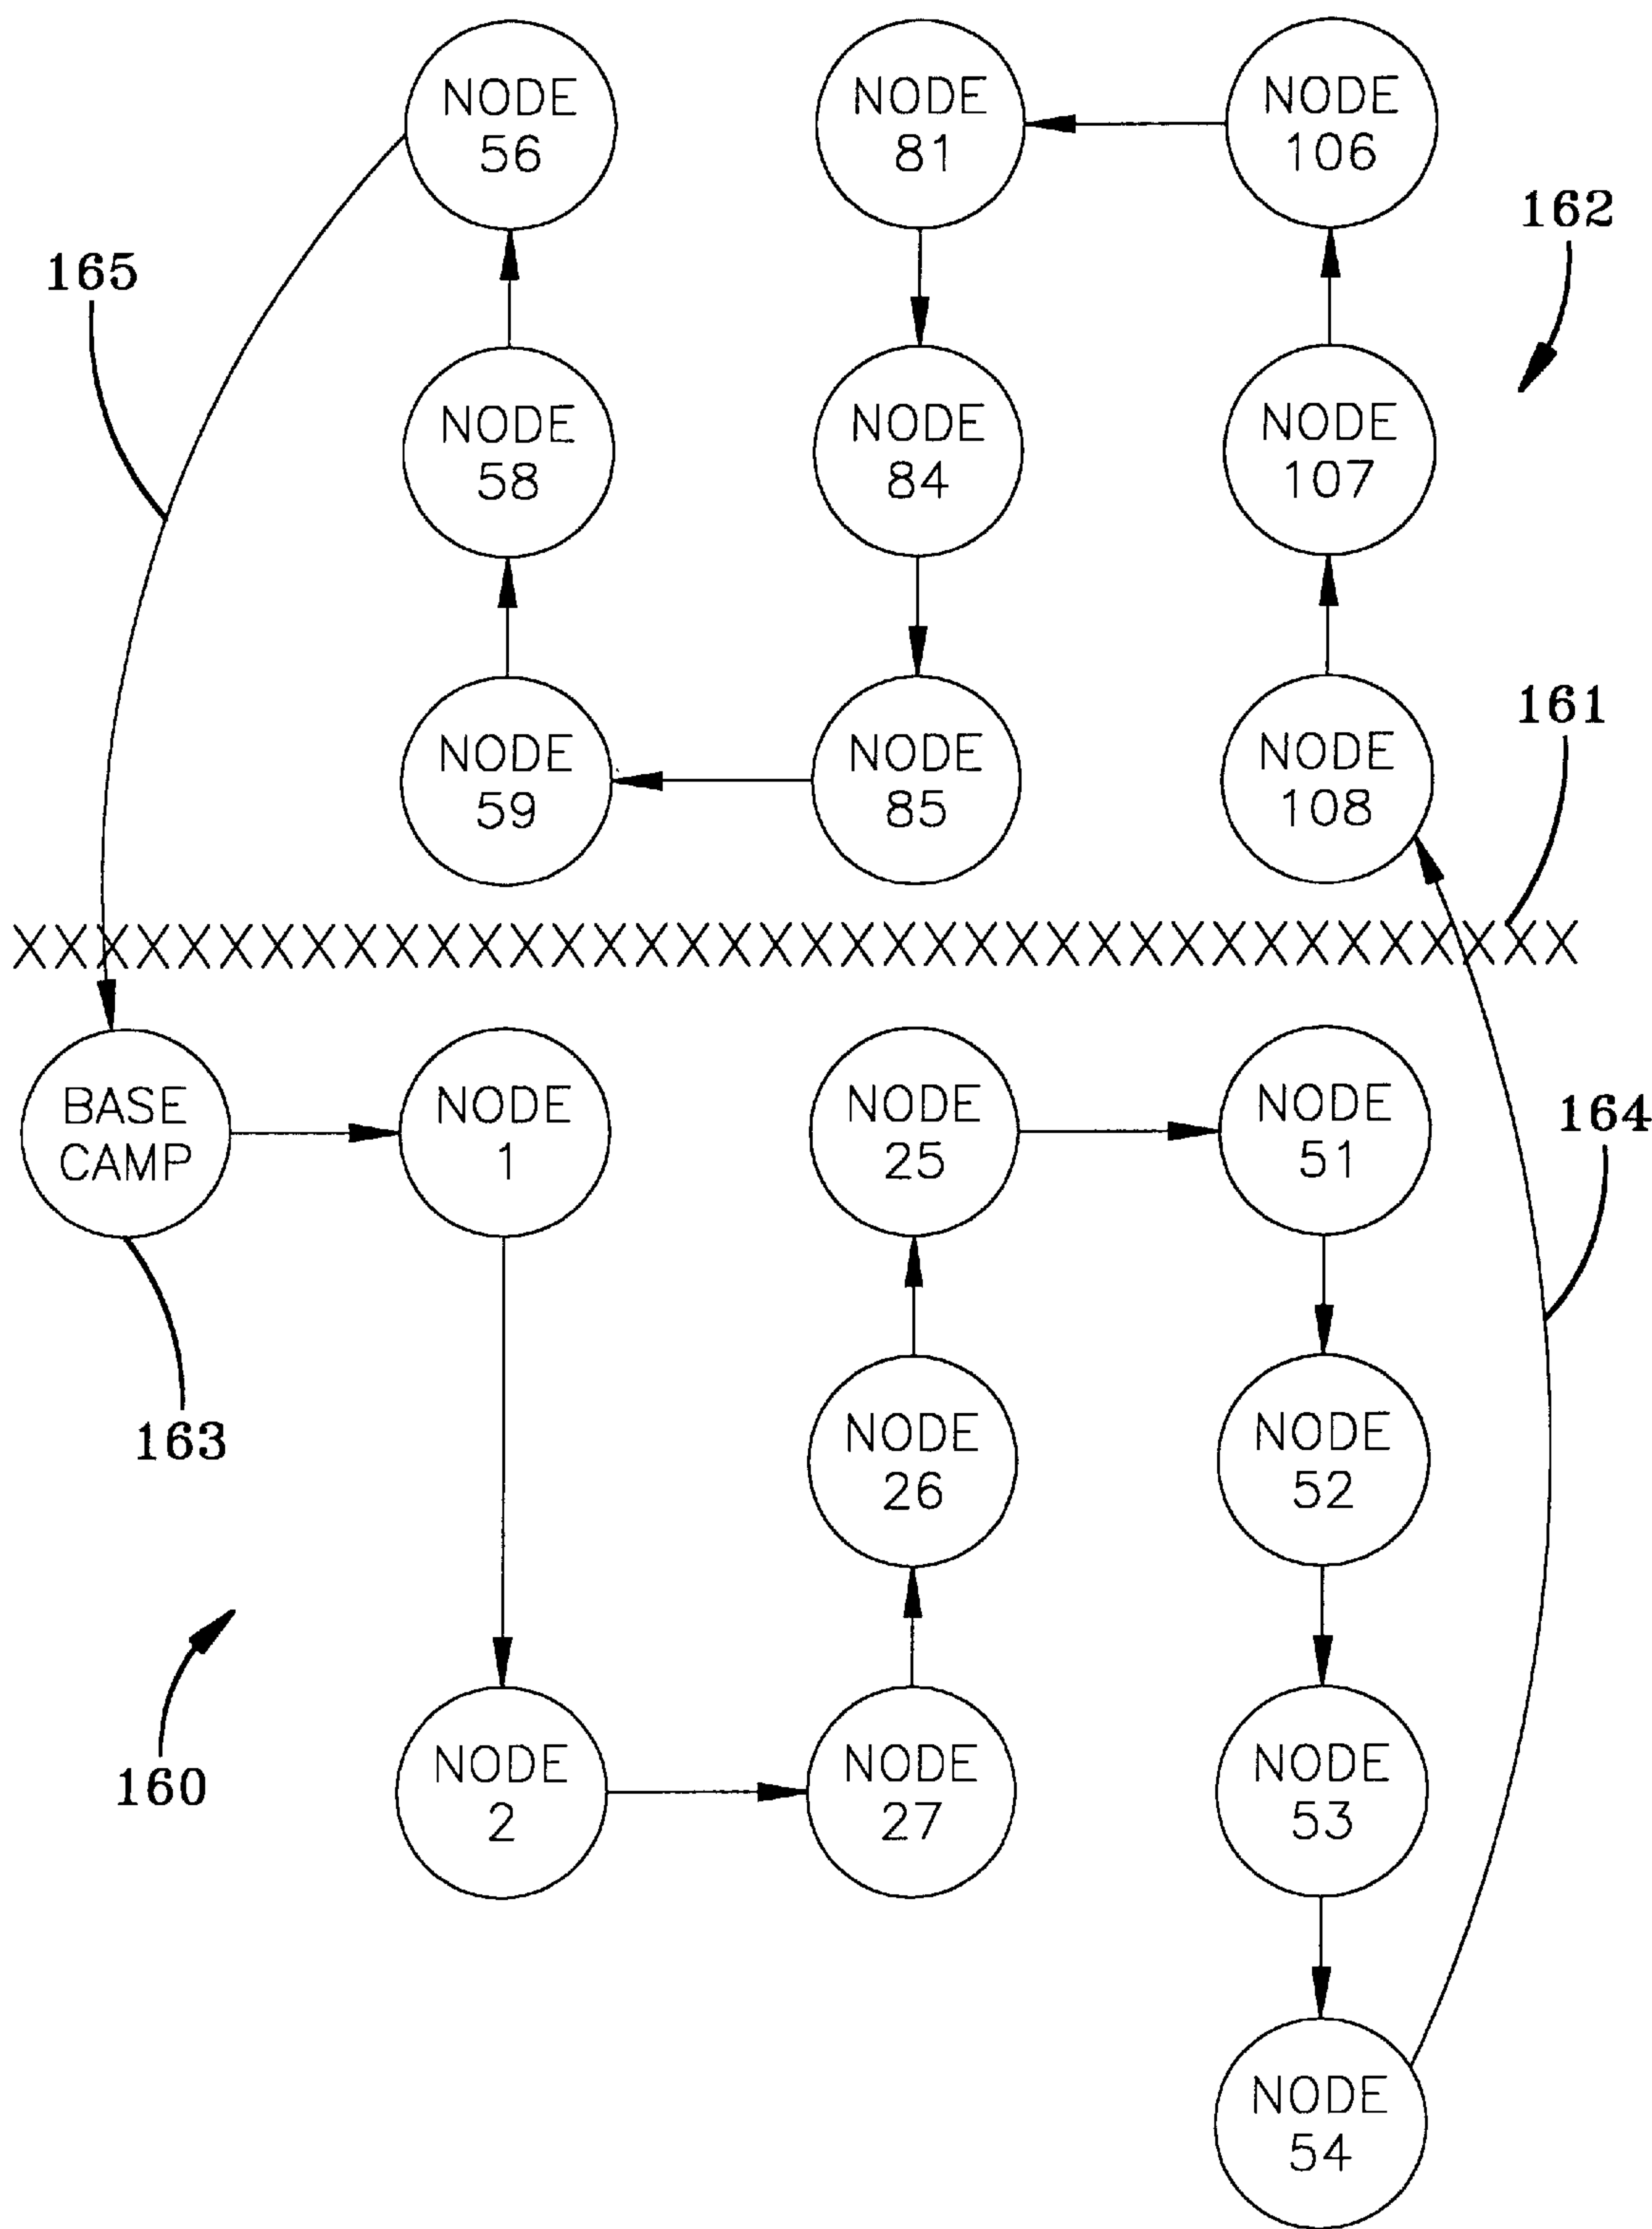 NODE
56
NODE
81
NODE
106
162
165
NODE
58
NODE
84
NODE
107
161
NODE
59
NODE
85
NODE
108
XXXXXXXXXXXXXXXXXXXXXXXXXXXXXXXXXXXXXX
BASE
CAMP
NODE
1
NODE
25
NODE
51
164
163
NODE
26
NODE
52
160
NODE
2
NODE
27
NODE
53
NODE
54